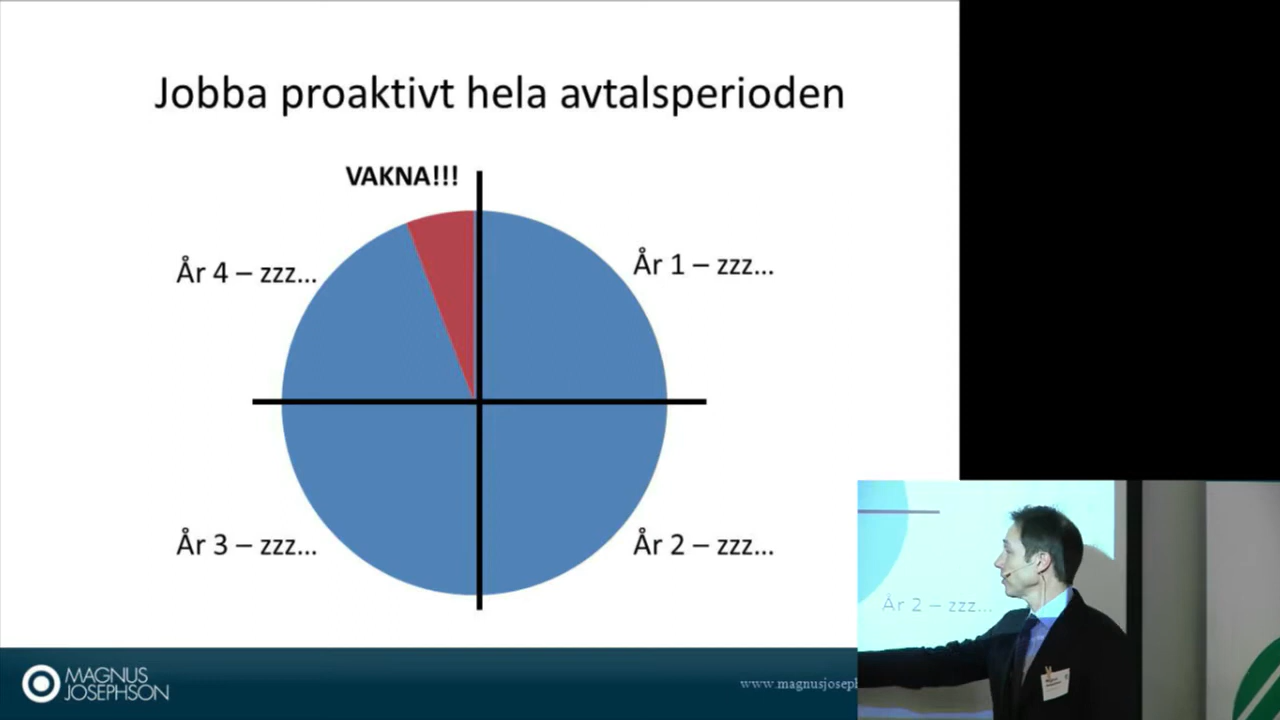 Jobba proaktivt hela avtalsperioden
VAKNA!!!
År 4 – zzz...
År 1 – zzz...
År 3 – zzz...
År 2 – zzz...
MAGNUS
JOSEPHSON
www.magnusjoseph
År 2 – zzz...